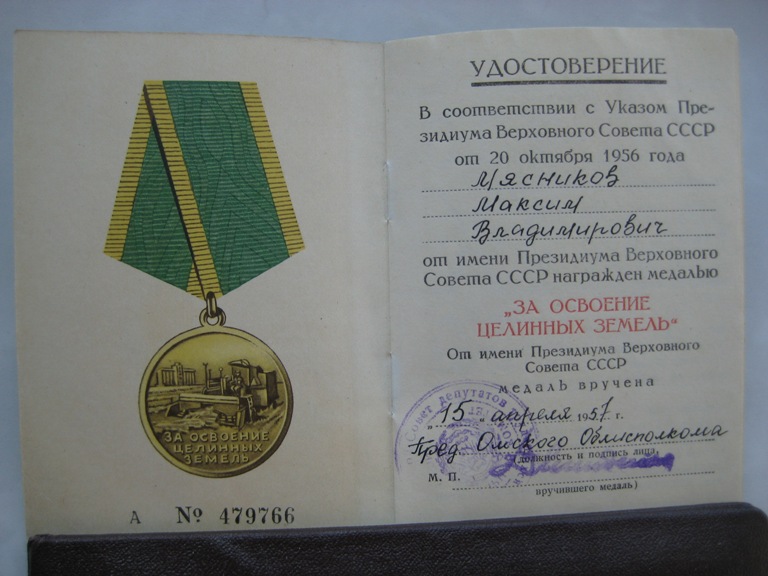 ЗА ОСВОЕНИЕ
ЦЕЛИННЫХ
ЗЕМЕЛЬ
А № 479766
УДОСТОВЕРЕНИЕ
В соответствии с Указом Пре-
зидиума Верховного Совета СССР
от 20 октября 1956 года
Мясников
Максим
Владимирович
от имени Президиума Верховного
Совета СССР награжден медалью
„ЗА ОСВОЕНИЕ
ЦЕЛИННЫХ ЗЕМЕЛЬ“
От имени Президиума Верховного
Совета СССР
медаль вручена
„15„ апреля 1957 г.
Пред. Омского Облисполкома
(должность и подпись лица,
М. П.
вручившего медаль)
Совет депутатов